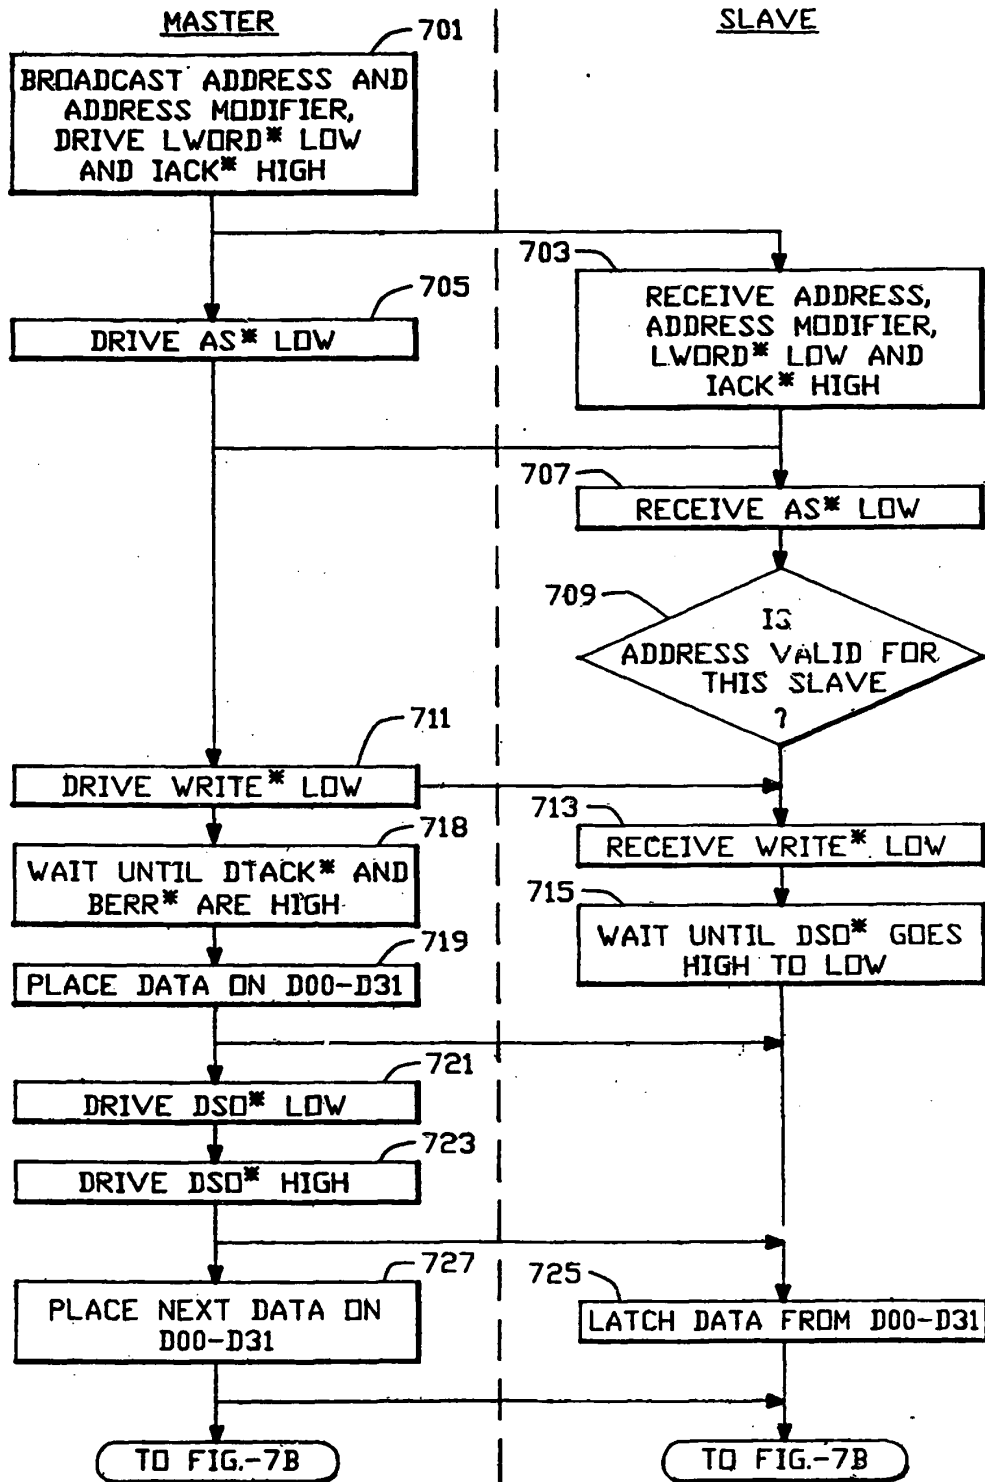 MASTER
SLAVE
701
BROADCAST ADDRESS AND
ADDRESS MODIFIER,
DRIVE LWORD* LOW
AND IACK* HIGH
703
RECEIVE ADDRESS,
ADDRESS MODIFIER,
LWORD* LOW AND
IACK* HIGH
705
DRIVE AS* LOW
707
RECEIVE AS* LOW
709
IS
ADDRESS VALID FOR
THIS SLAVE
?
711
DRIVE WRITE* LOW
713
RECEIVE WRITE* LOW
718
WAIT UNTIL DTACK* AND
BERR* ARE HIGH
715
WAIT UNTIL DS0* GOES
HIGH TO LOW
719
PLACE DATA ON D00-D31
721
DRIVE DS0* LOW
723
DRIVE DS0* HIGH
727
PLACE NEXT DATA ON
D00-D31
725
LATCH DATA FROM D00-D31
TO FIG.-7B
TO FIG.-7B